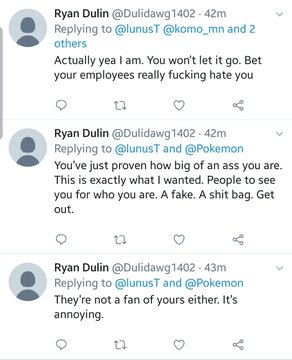 Ryan Dulin @Dulidawg1402 · 42m
Replying to @lunusT @komo_mn and 2
others
Actually yea I am. You won't let it go. Bet
your employees really fucking hate you
Ryan Dulin @Dulidawg1402 · 42m
Replying to @lunusT and @Pokemon
You've just proven how big of an ass you are.
This is exactly what I wanted. People to see
you for who you are. A fake. A shit bag. Get
out.
Ryan Dulin @Dulidawg1402 · 43m
Replying to @lunusT and @Pokemon
They're not a fan of yours either. It's
annoying.